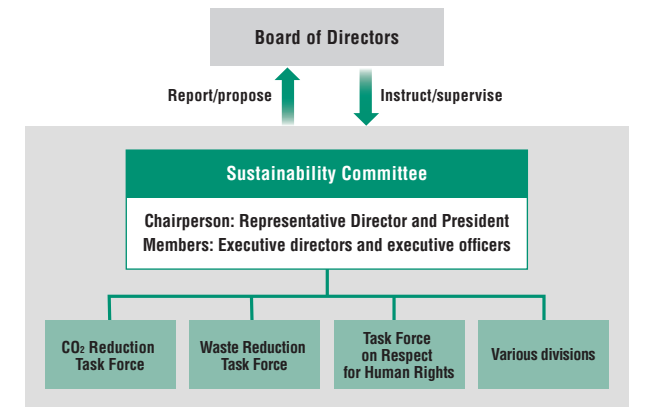 Board of Directors
Report/propose
Instruct/supervise
Sustainability Committee
Chairperson: Representative Director and President
Members: Executive directors and executive officers
CO₂ Reduction
Task Force
Waste Reduction
Task Force
Task Force
on Respect
for Human Rights
Various divisions